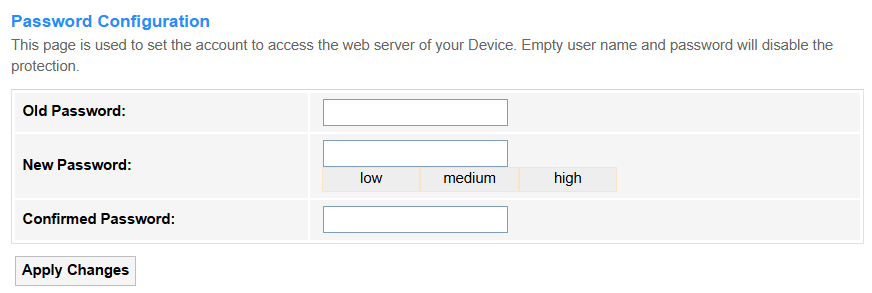 Password Configuration
This page is used to set the account to access the web server of your Device. Empty user name and password will disable the
protection.
Old Password:
New Password:
low medium high
Confirmed Password:
Apply Changes